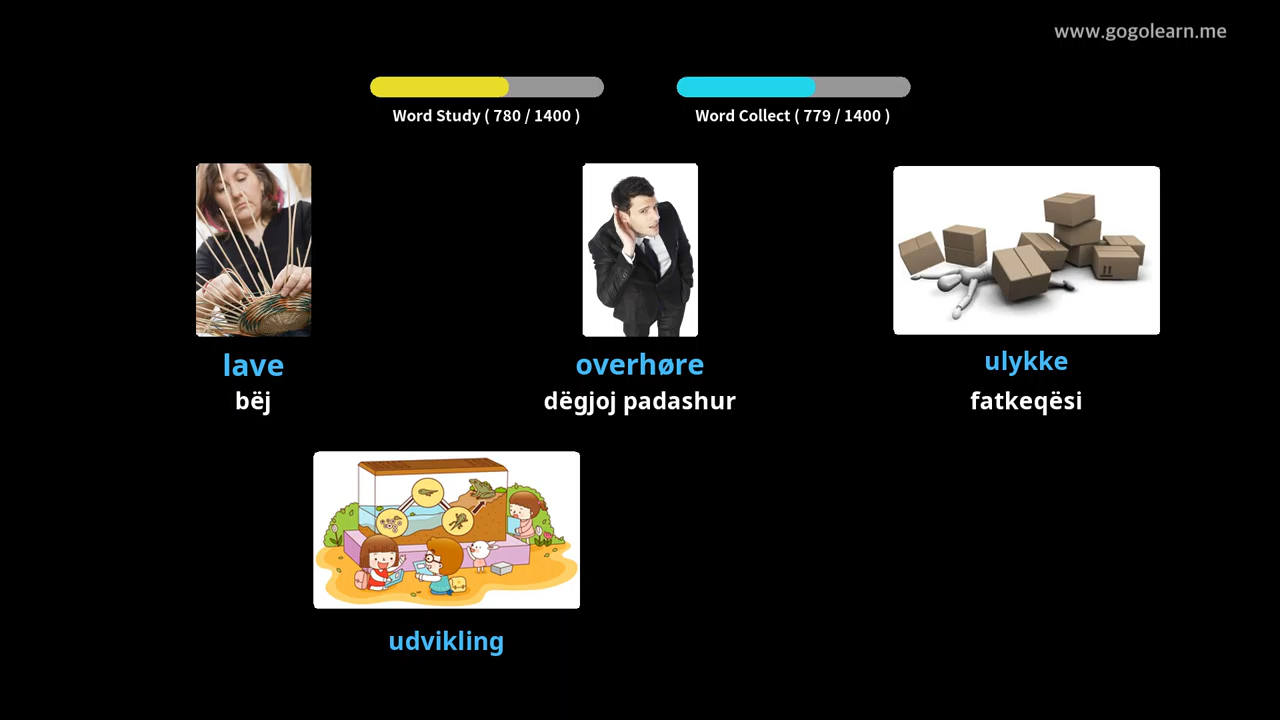 www.gogolearn.me
Word Study ( 780 / 1400 )
Word Collect ( 779 / 1400 )
lave
bëj
overhøre
dëgjoj padashur
ulykke
fatkeqësi
udvikling